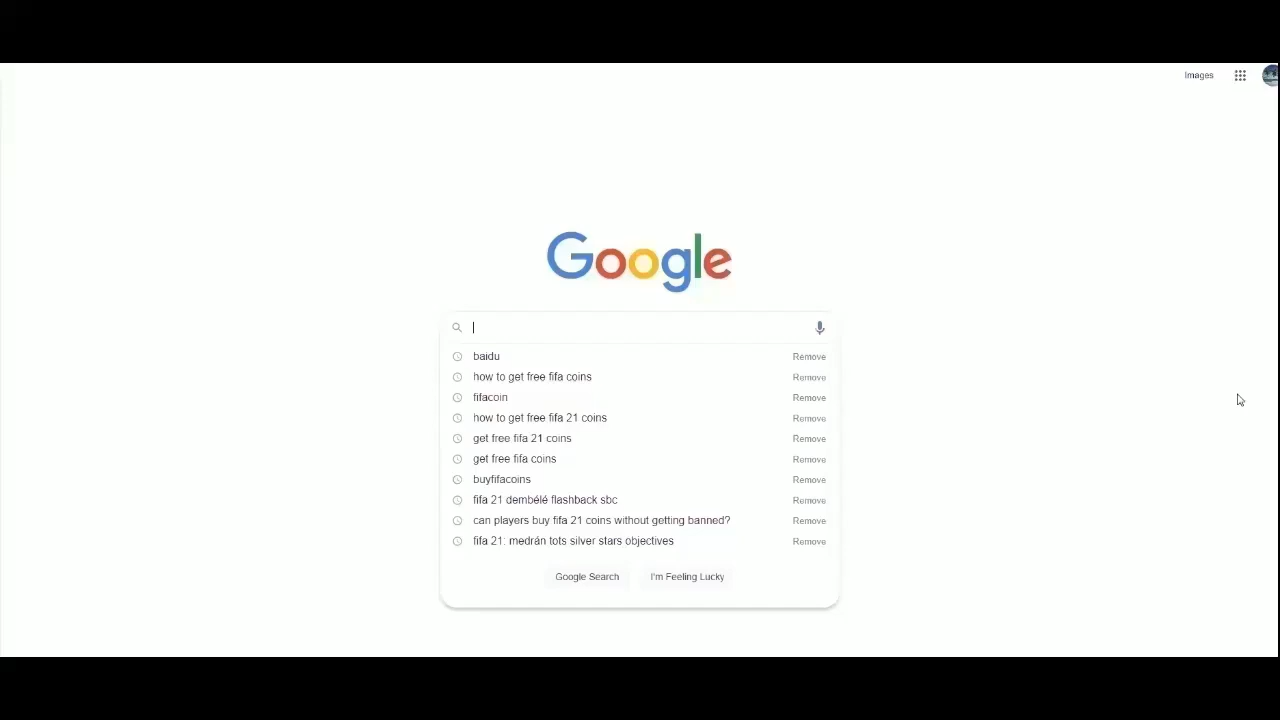 Images
Google
baidu Remove
how to get free fifa coins Remove
fifacoin Remove
how to get free fifa 21 coins Remove
get free fifa 21 coins Remove
get free fifa coins Remove
buyfifacoins Remove
fifa 21 dembélé flashback sbc Remove
can players buy fifa 21 coins without getting banned? Remove
fifa 21: medrán tots silver stars objectives Remove
Google Search I'm Feeling Lucky